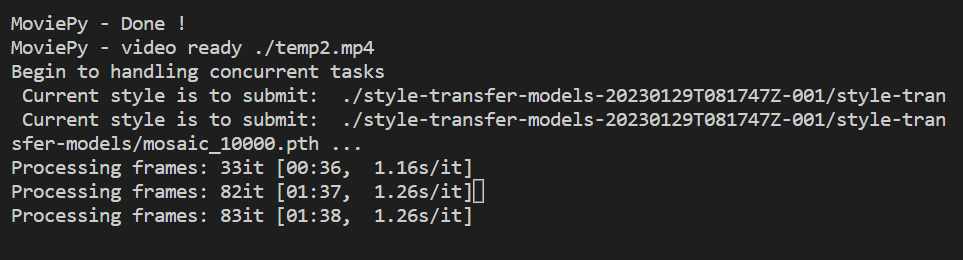 MoviePy - Done !
MoviePy - video ready ./temp2.mp4
Begin to handling concurrent tasks
 Current style is to submit:  ./style-transfer-models-20230129T081747Z-001/style-tran
 Current style is to submit:  ./style-transfer-models-20230129T081747Z-001/style-tran
sfer-models/mosaic_10000.pth ...
Processing frames: 33it [00:36,  1.16s/it]
Processing frames: 82it [01:37,  1.26s/it]
Processing frames: 83it [01:38,  1.26s/it]